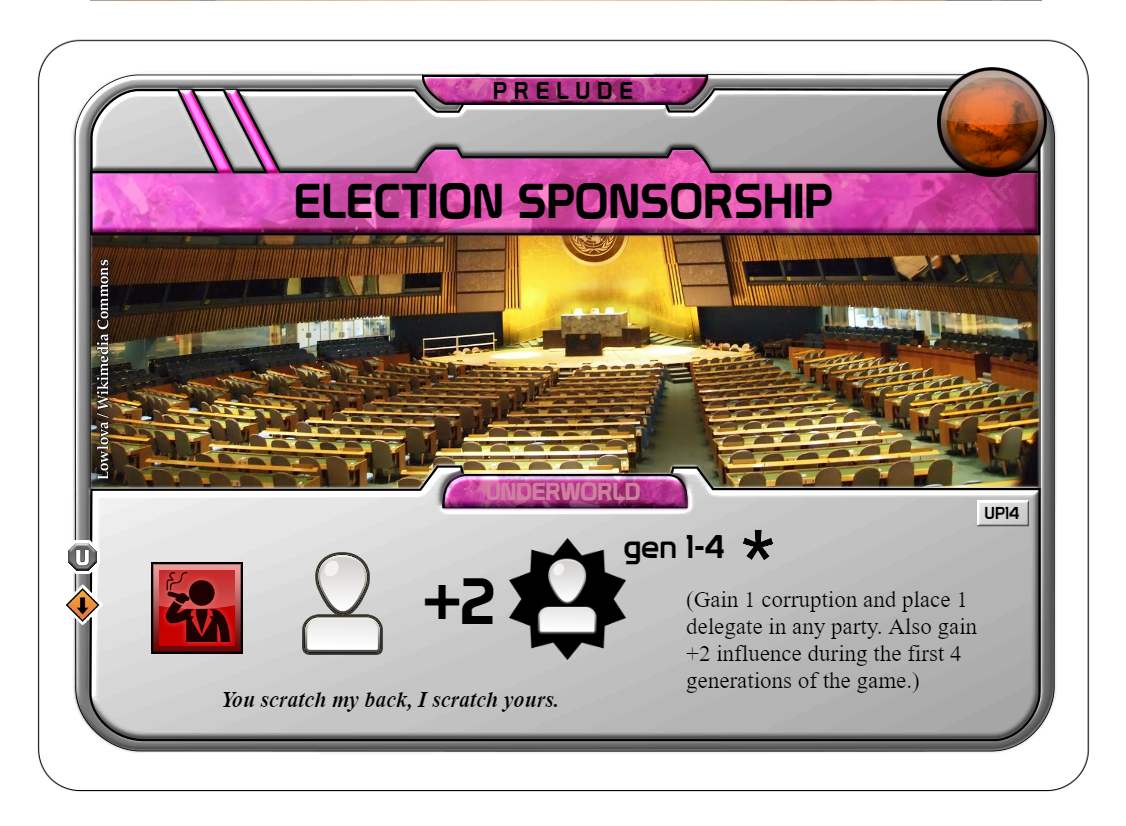 PRELUDE
ELECTION SPONSORSHIP
Lowlova / Wikimedia Commons
UNDERWORLD
UP14
U
gen 1-4 *
+2
(Gain 1 corruption and place 1
delegate in any party. Also gain
+2 influence during the first 4
generations of the game.)
You scratch my back, I scratch yours.